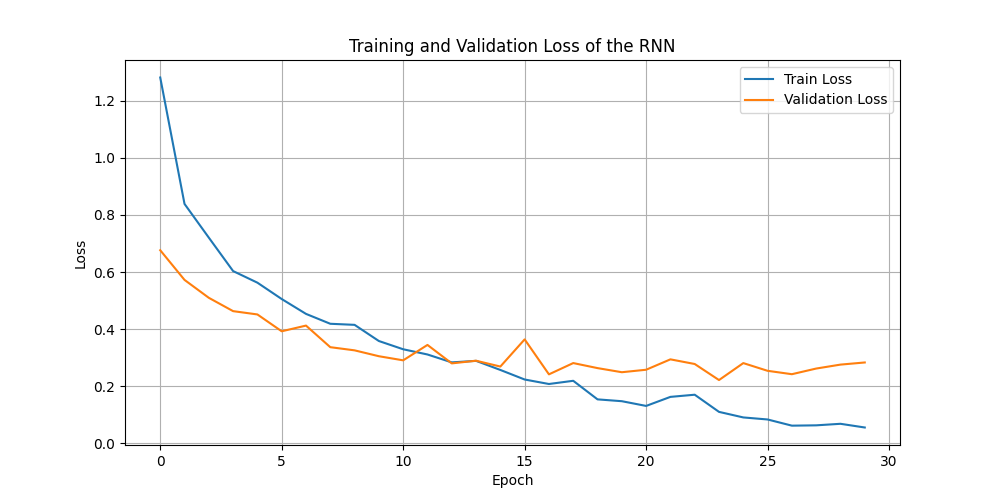 Training and Validation Loss of the RNN
Train Loss
Validation Loss
1.2
1.0
0.8
0.6
0.4
0.2
0.0
Loss
0 5 10 15 20 25 30
Epoch